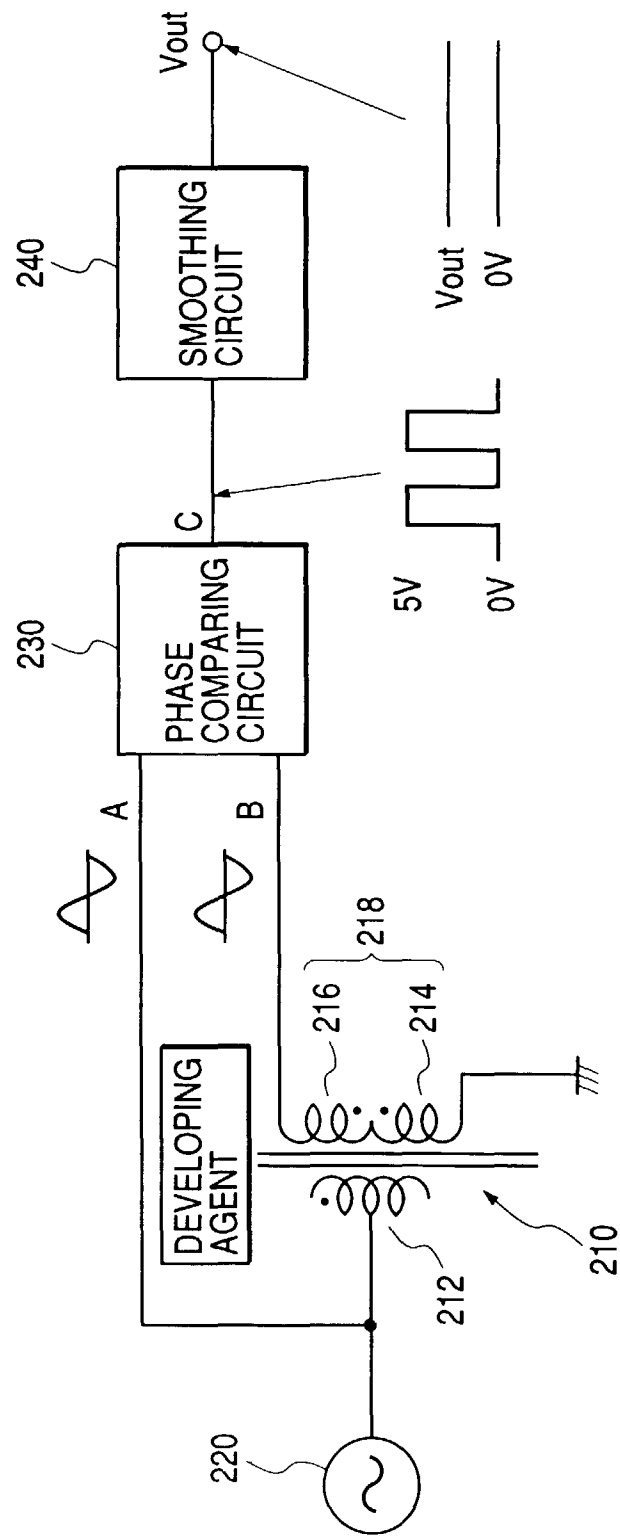 220
DEVELOPING
AGENT
212
210
216
214
218
A
B
230
PHASE
COMPARING
CIRCUIT
C
5V
0V
240
SMOOTHING
CIRCUIT
Vout
Vout
0V